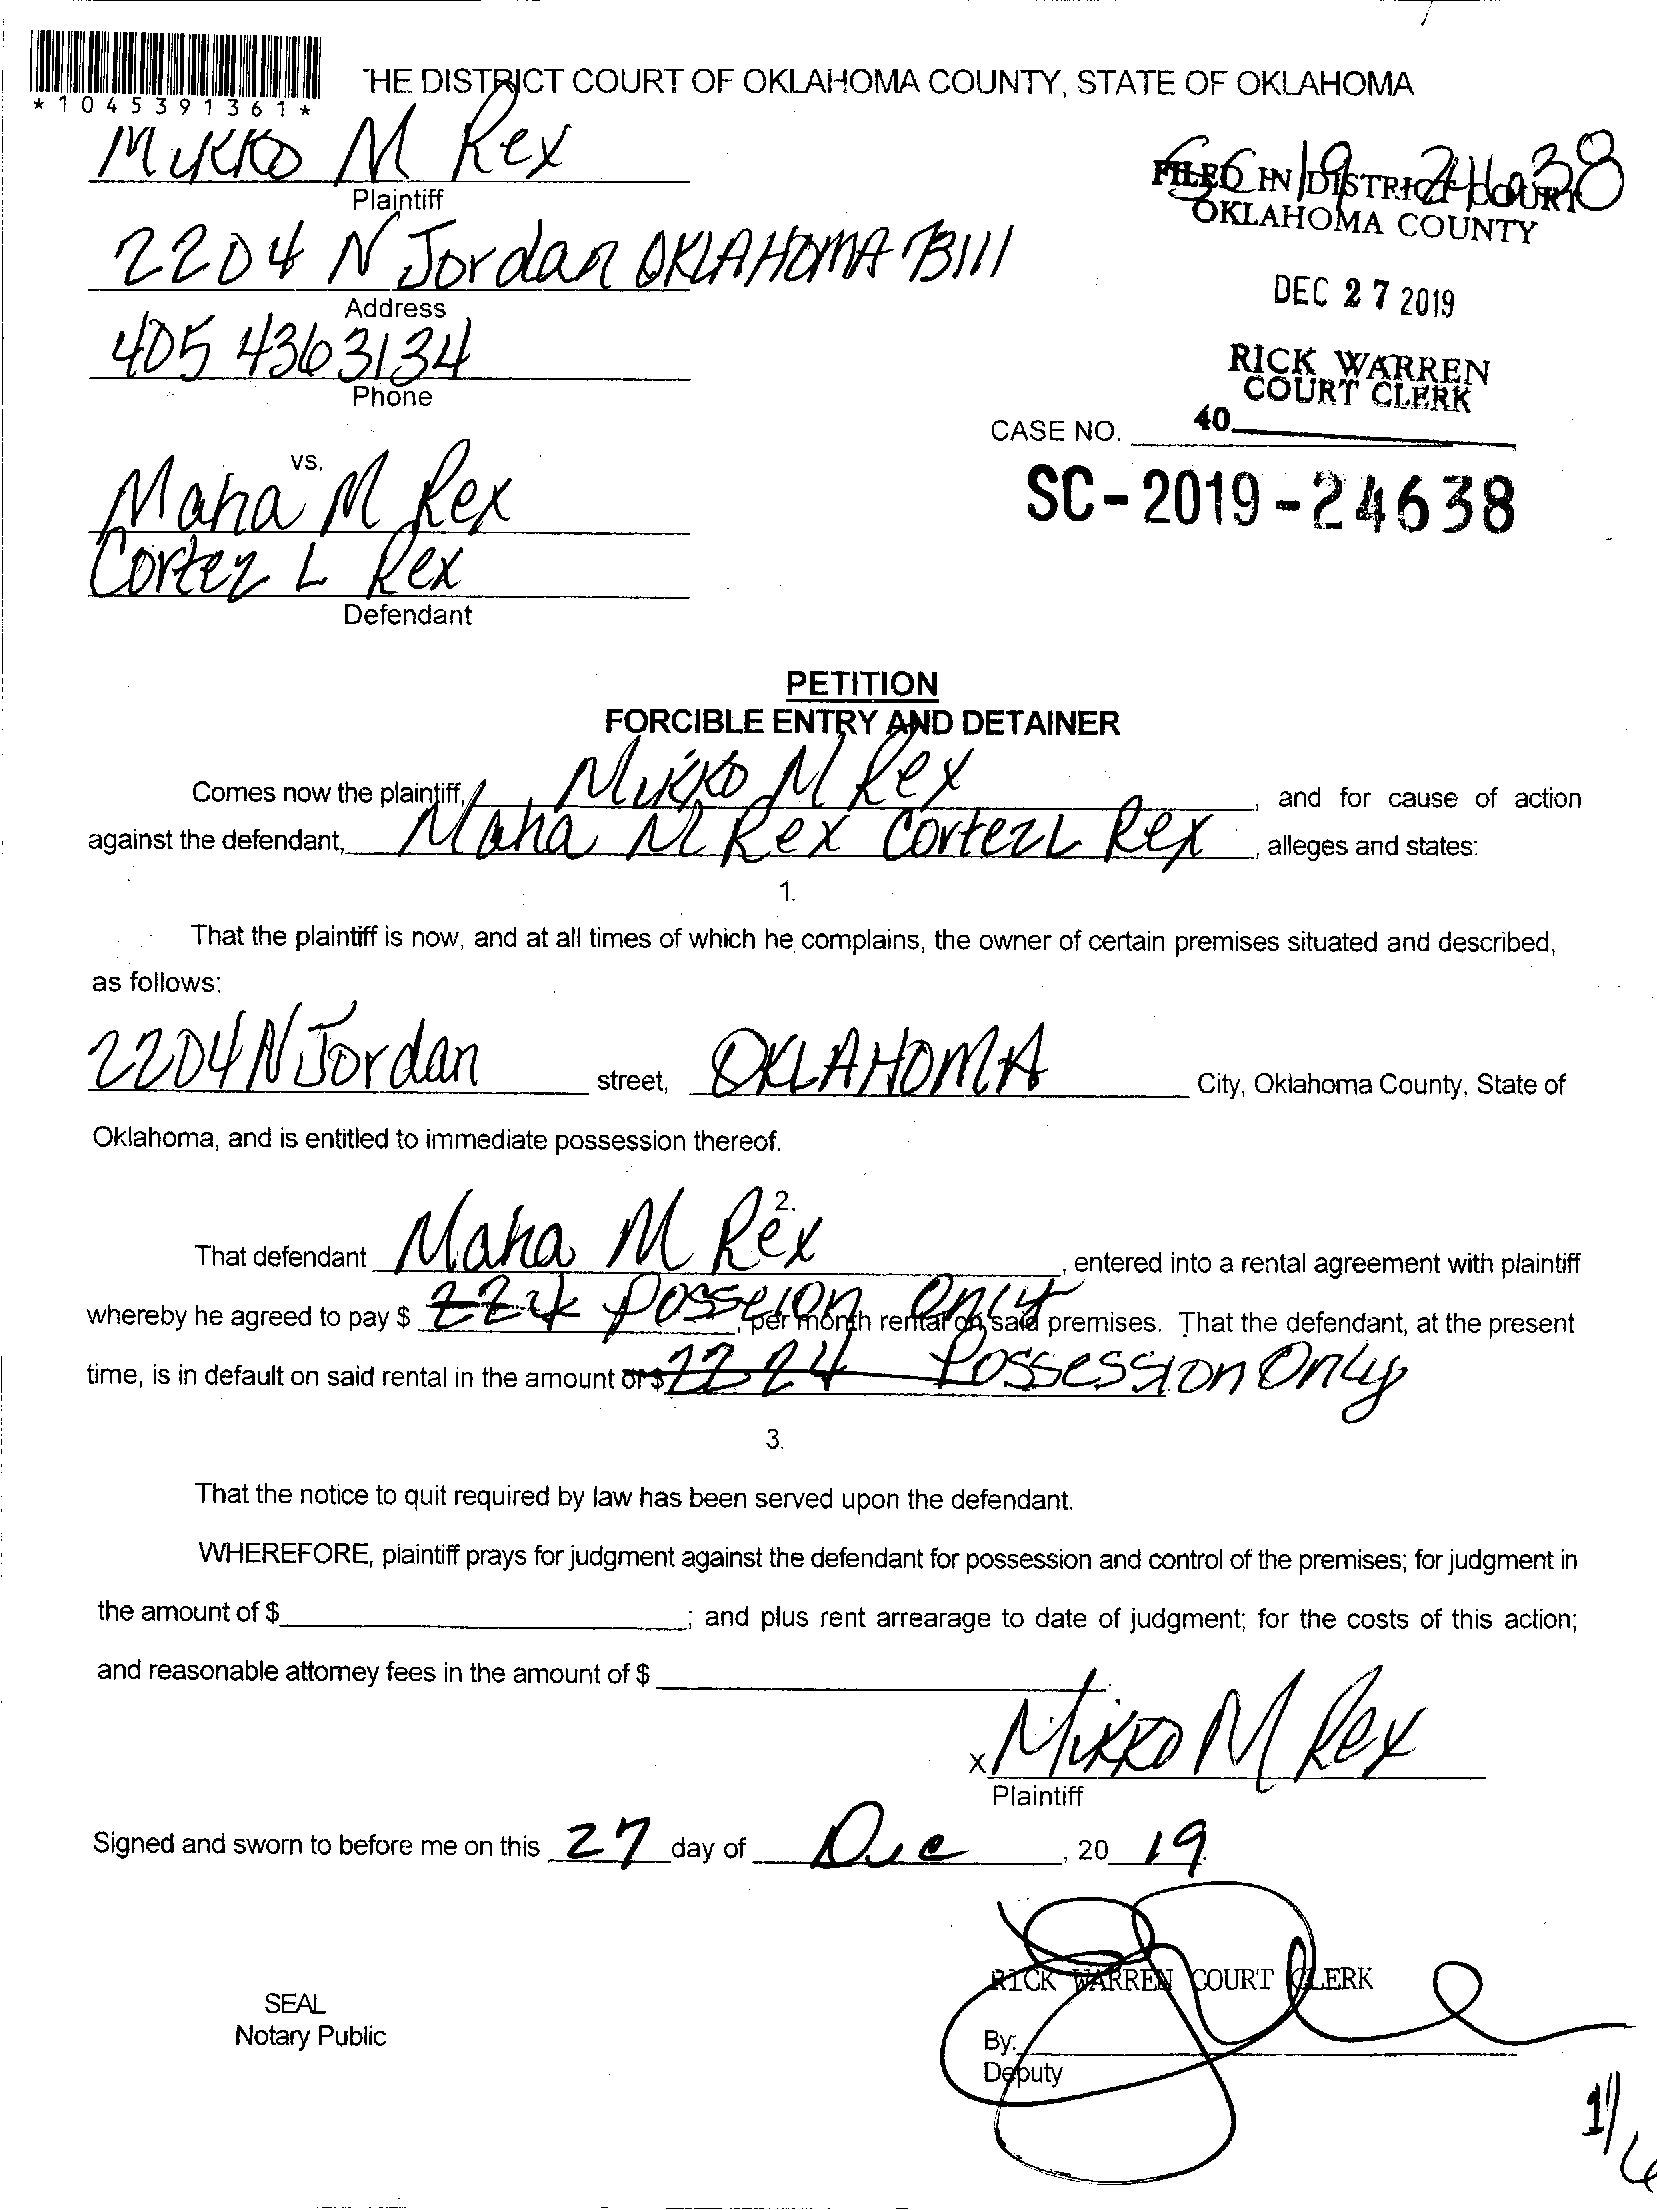 *1045391361*
THE DISTRICT COURT OF OKLAHOMA COUNTY, STATE OF OKLAHOMA
Mikko M Rex
Plaintiff
SC 19 24638
FILED IN DISTRICT COURT
OKLAHOMA COUNTY
2204 N Jordan OKLAHOMA 73111
Address
DEC 27 2019
405 4363134
Phone
RICK WARREN
COURT CLERK
CASE NO. 40
vs.
SC-2019-24638
Maha M Rex
Cortez L Rex
Defendant
PETITION
FORCIBLE ENTRY AND DETAINER
Comes now the plaintiff, Mikko M Rex, and for cause of action
against the defendant, Maha M Rex Cortez L Rex, alleges and states:
1.
That the plaintiff is now, and at all times of which he complains, the owner of certain premises situated and described,
as follows:
2204 N Jordan street, OKLAHOMA City, Oklahoma County, State of
Oklahoma, and is entitled to immediate possession thereof.
2.
That defendant Maha M Rex, entered into a rental agreement with plaintiff
whereby he agreed to pay $ Possesion Only, per month rental on said premises. That the defendant, at the present
time, is in default on said rental in the amount of $ 2224 Possession Only
3.
That the notice to quit required by law has been served upon the defendant.
WHEREFORE, plaintiff prays for judgment against the defendant for possession and control of the premises; for judgment in
the amount of $ ; and plus rent arrearage to date of judgment; for the costs of this action;
and reasonable attorney fees in the amount of $
x Mikko M Rex
Plaintiff
Signed and sworn to before me on this 27 day of Dec, 20 19.
RICK WARREN COURT CLERK
SEAL
Notary Public
By:
Deputy